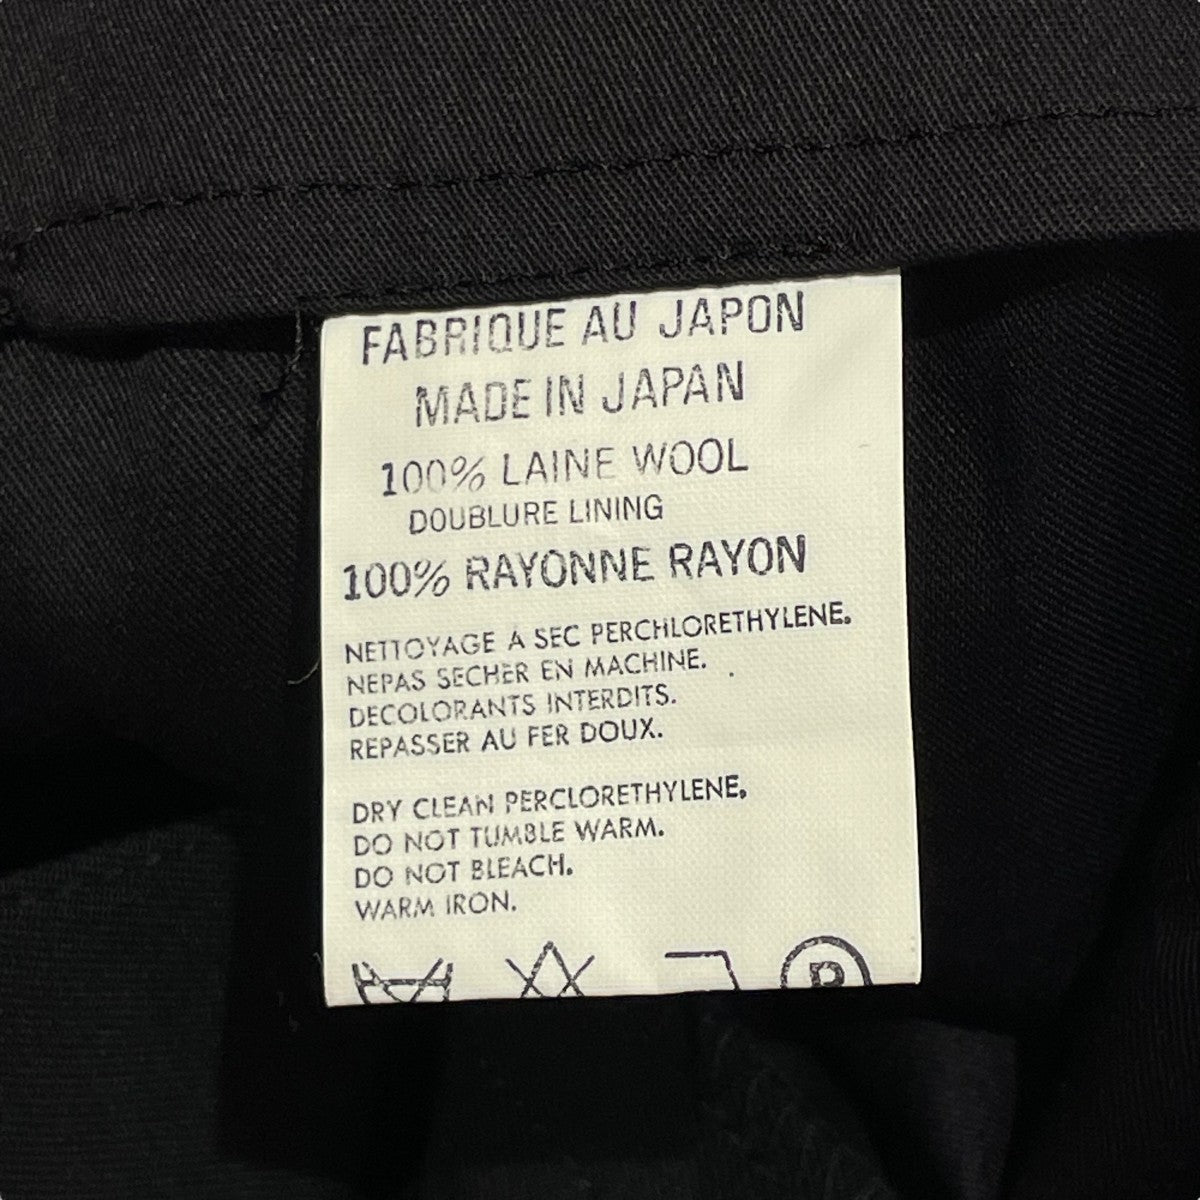 FABRIQUE AU JAPON
MADE IN JAPAN
100% LAINE WOOL
DOUBLURE LINING
100% RAYONNE RAYON
NETTOYAGE A SEC PERCHLORETHYLENE.
NEPAS SECHER EN MACHINE.
DECOLORANTS INTERDITS.
REPASSER AU FER DOUX.
DRY CLEAN PERCLORETHYLENE.
DO NOT TUMBLE WARM.
DO NOT BLEACH.
WARM IRON.
P